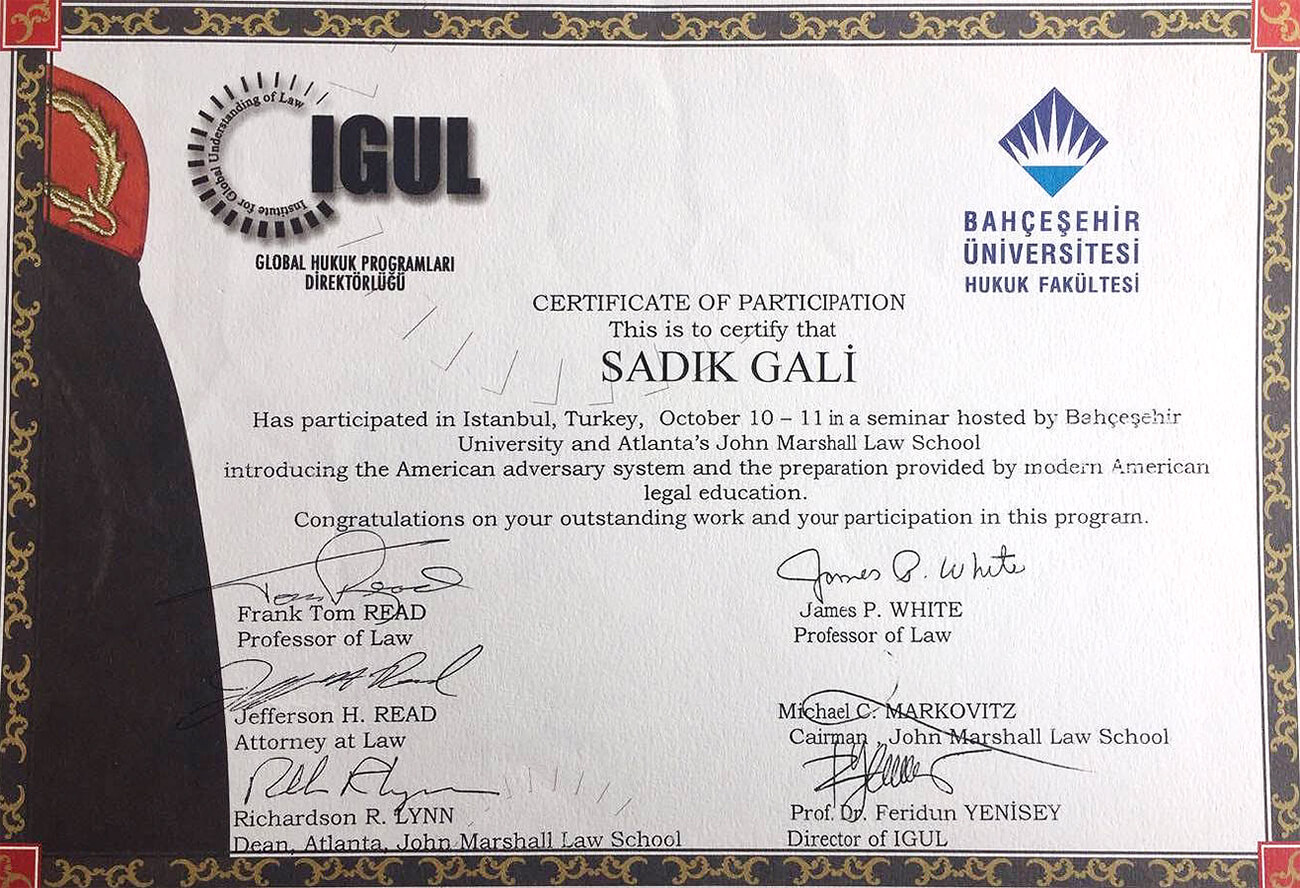 Institute for Global Understanding of Law
IGUL
GLOBAL HUKUK PROGRAMLARI
DİREKTÖRLÜĞÜ
BAHÇEŞEHİR
ÜNİVERSİTESİ
HUKUK FAKÜLTESİ
CERTIFICATE OF PARTICIPATION
This is to certify that
SADIK GALİ
Has participated in Istanbul, Turkey, October 10 – 11 in a seminar hosted by Bahçeşehir
University and Atlanta's John Marshall Law School
introducing the American adversary system and the preparation provided by modern American
legal education.
Congratulations on your outstanding work and your participation in this program.
Tom Read
Frank Tom READ
Professor of Law
James P. White
James P. WHITE
Professor of Law
Jefferson H. READ
Attorney at Law
Michael C. MARKOVITZ
Cairman , John Marshall Law School
Richardson R. LYNN
Dean, Atlanta, John Marshall Law School
Prof. Dr. Feridun YENİSEY
Director of IGUL